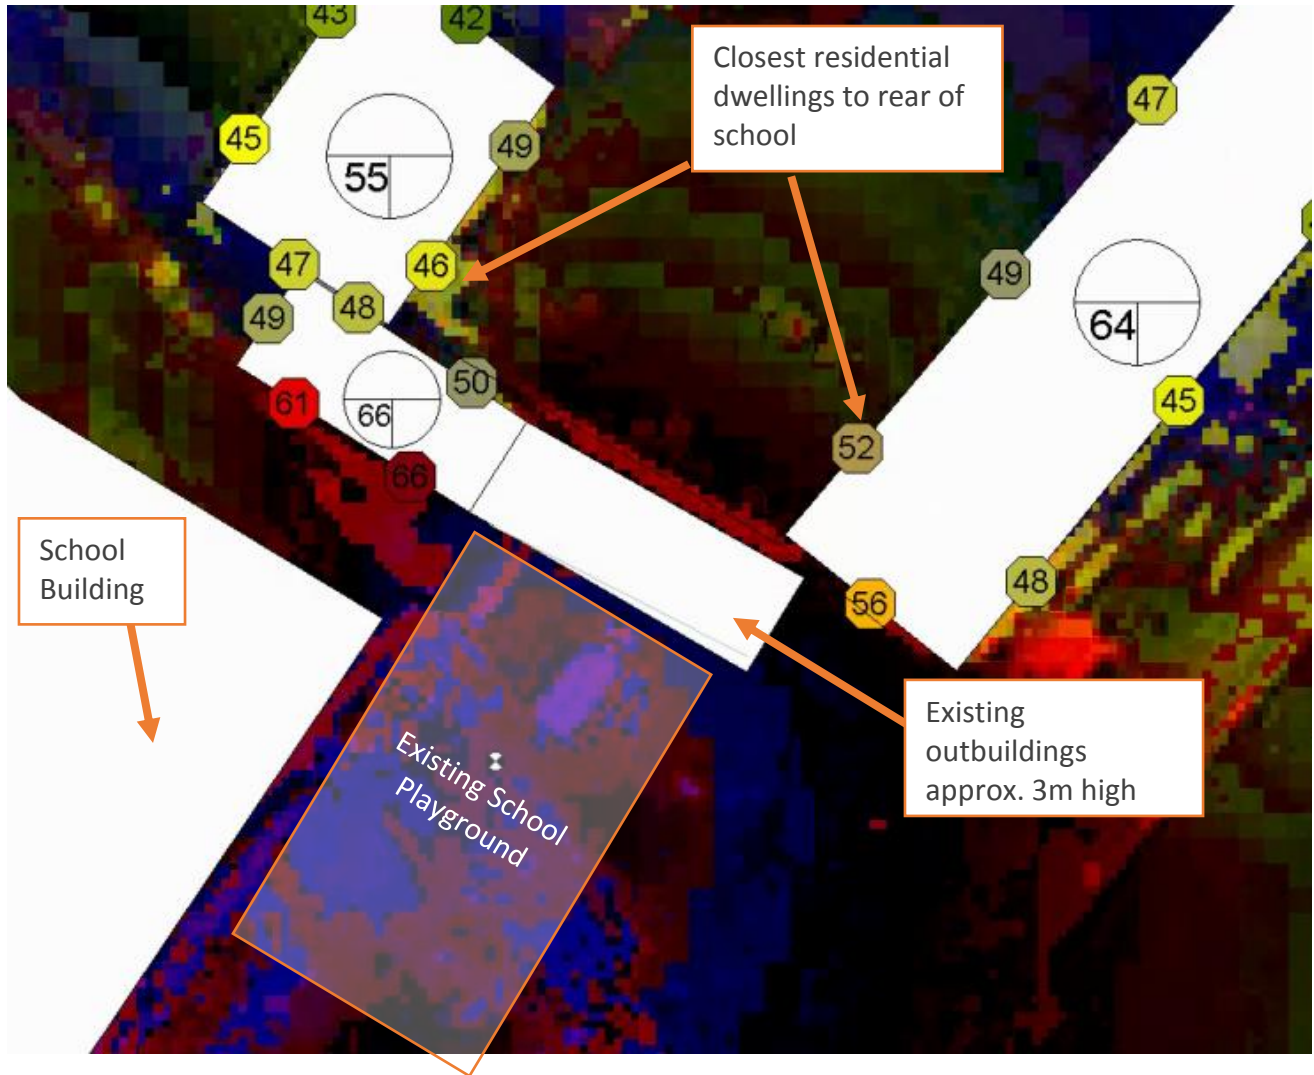 43
42
Closest residential
dwellings to rear of
school
47
45
49
55
47
46
49
48
49
64
50
45
61
66
52
66
School
Building
48
56
Existing
outbuildings
approx. 3m high
Existing School
Playground